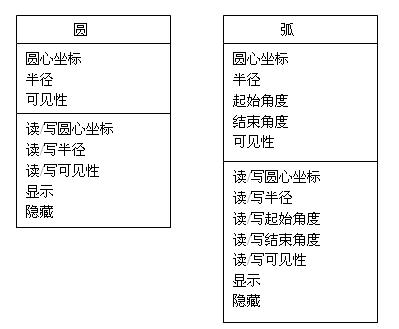 圆
圆心坐标
半径
可见性
读/写圆心坐标
读/写半径
读/写可见性
显示
隐藏
弧
圆心坐标
半径
起始角度
结束角度
可见性
读/写圆心坐标
读/写半径
读/写起始角度
读/写结束角度
读/写可见性
显示
隐藏